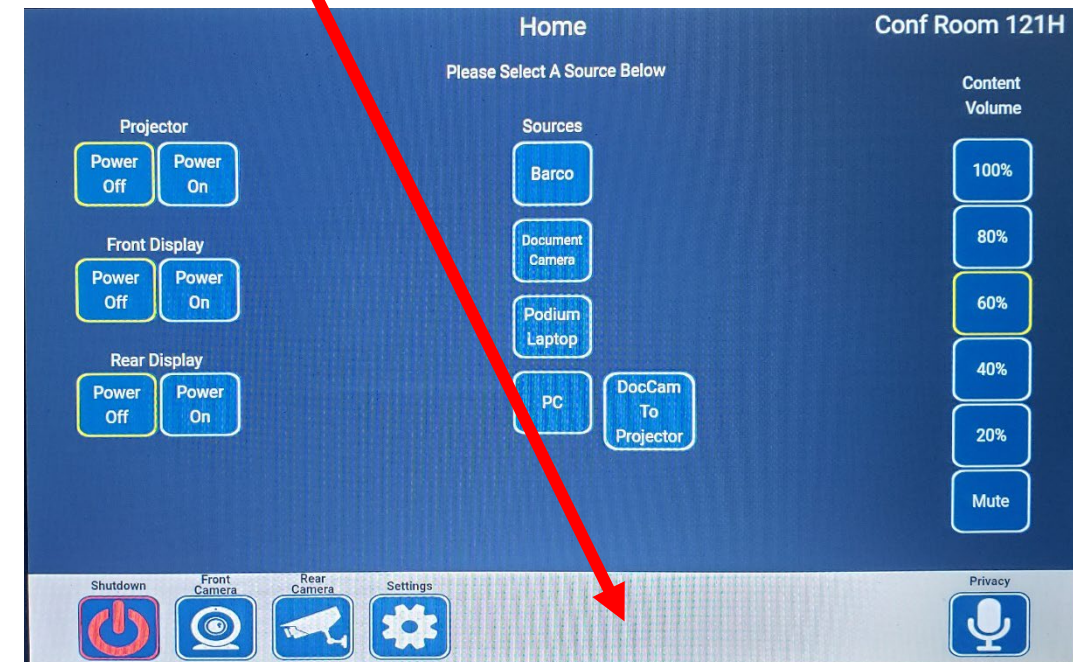 Home
Conf Room 121H
Please Select A Source Below
Content
Volume
Projector
Power
Off
Power
On
Front Display
Power
Off
Power
On
Rear Display
Power
Off
Power
On
Sources
Barco
Document
Camera
Podium
Laptop
PC
DocCam
To
Projector
100%
80%
60%
40%
20%
Mute
Shutdown
Front
Camera
Rear
Camera
Settings
Privacy